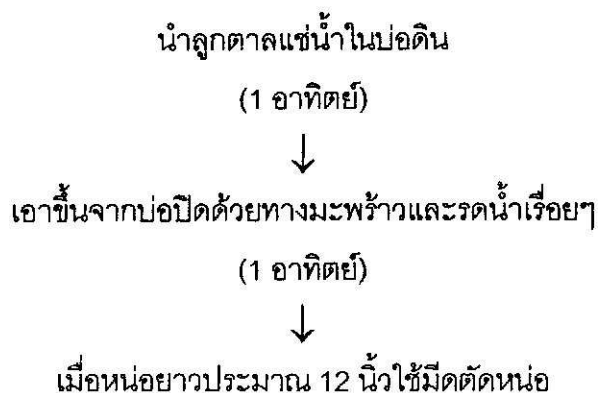 นำลูกตาลแช่น้ำในบ่อดิน
(1 อาทิตย์)
↓
เอาขึ้นจากบ่อปิดด้วยทางมะพร้าวและรดน้ำเรื่อยๆ
(1 อาทิตย์)
↓
เมื่อหน่อยาวประมาณ 12 นิ้วใช้มีดตัดหน่อ